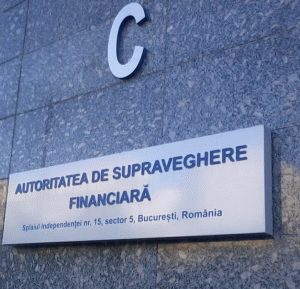 C
AUTORITATEA DE SUPRAVEGHERE
FINANCIARĂ
Splaiul Independenței nr. 15, sector 5, București, România